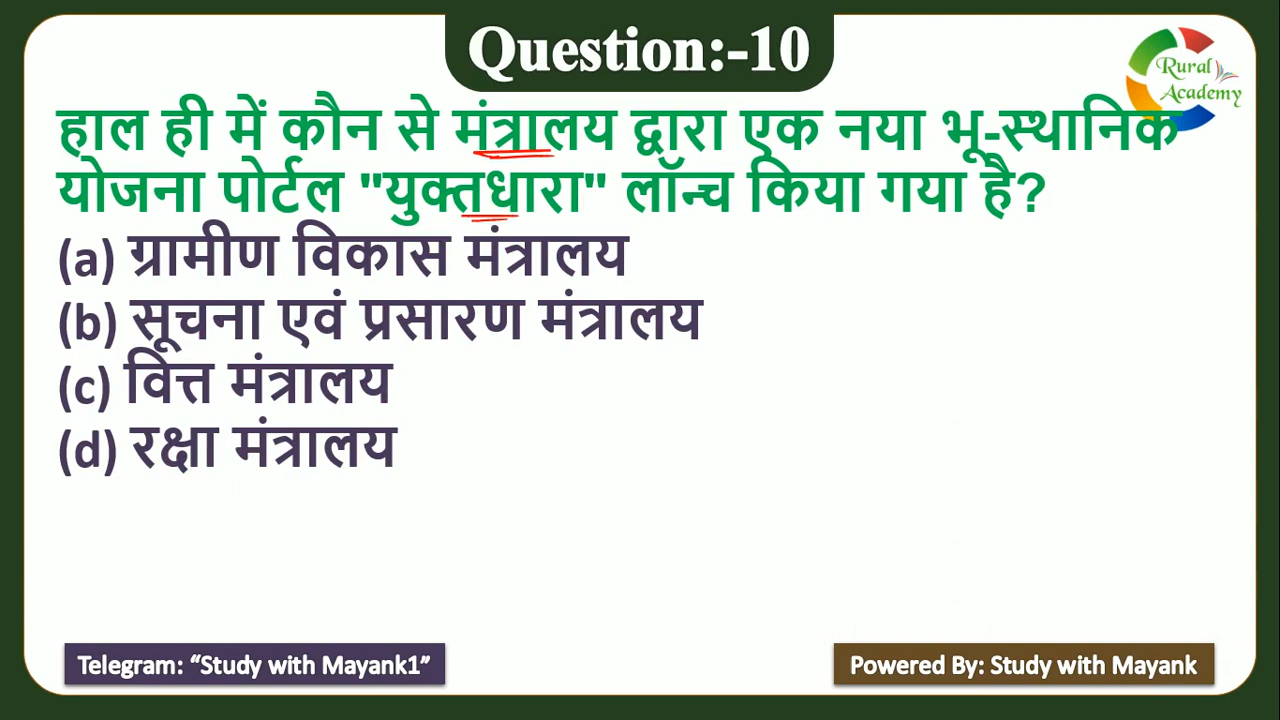 Question:-10
Rural
Academy
हाल ही में कौन से मंत्रालय द्वारा एक नया भू-स्थानिक
योजना पोर्टल "युक्तधारा" लॉन्च किया गया है?
(a) ग्रामीण विकास मंत्रालय
(b) सूचना एवं प्रसारण मंत्रालय
(c) वित्त मंत्रालय
(d) रक्षा मंत्रालय
Telegram: “Study with Mayank1”
Powered By: Study with Mayank